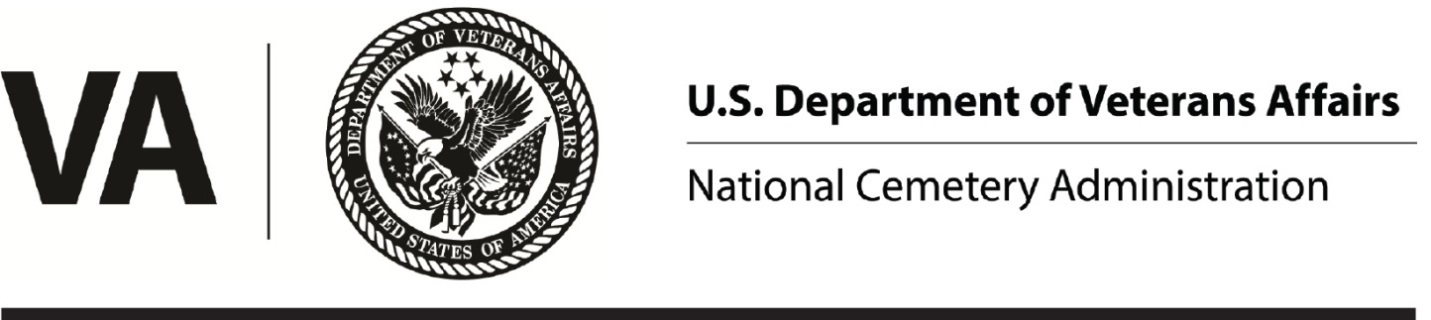 VA
DEPARTMENT OF VETERANS AFFAIRS
UNITED STATES OF AMERICA
U.S. Department of Veterans Affairs
National Cemetery Administration